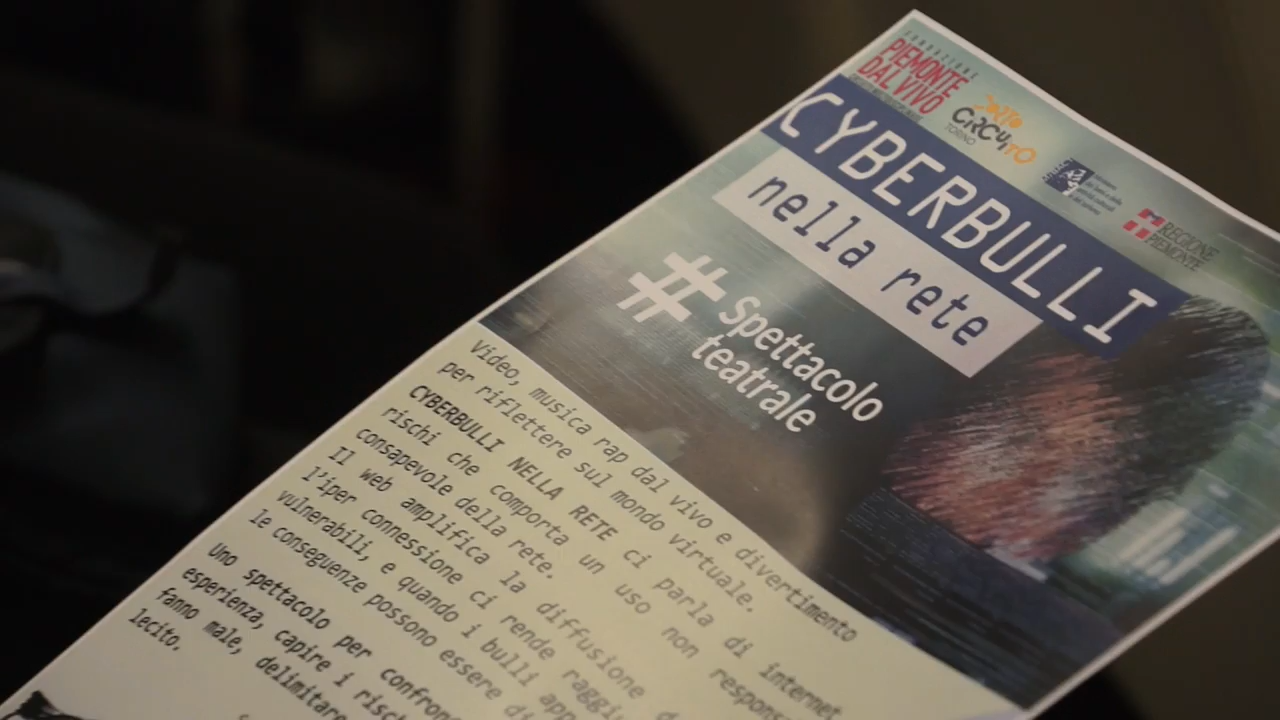 FONDAZIONE
PIEMONTE
DAL VIVO
CORTO
CIRCUITO
TORINO
REGIONE
PIEMONTE
CYBERBULLI
nella rete
#Spettacolo
teatrale
Video, musica rap dal vivo e divertimento
per riflettere sul mondo virtuale.
CYBERBULLI NELLA RETE ci parla di internet
rischi che comporta un uso non respons
consapevole della rete.
Il web amplifica la diffusione d
l'iper connessione ci rende raggiu
vulnerabili, e quando i bulli app
le conseguenze possono essere di
Uno spettacolo per confron
esperienza, capire i risc
fanno male, delimitare
lecito.